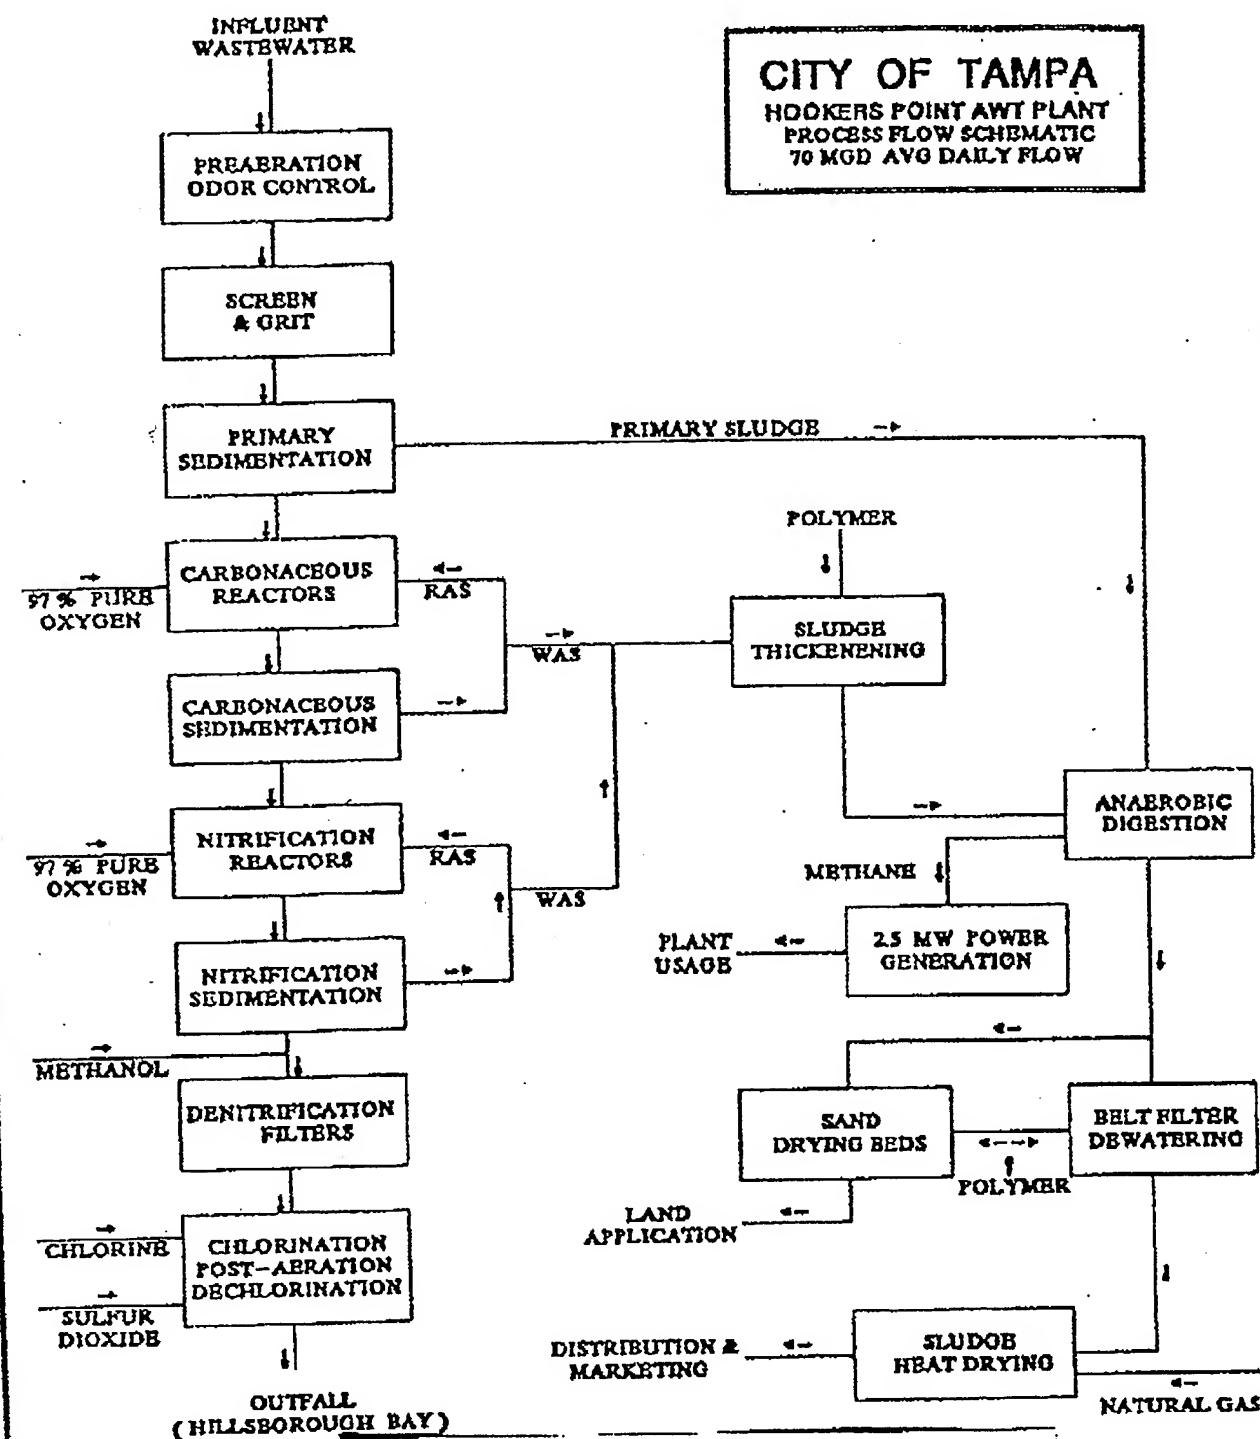 INFLUENT
WASTEWATER
CITY OF TAMPA
HOOKERS POINT AWT PLANT
PROCESS FLOW SCHEMATIC
70 MGD AVG DAILY FLOW
PREAERATION
ODOR CONTROL
SCREEN
& GRIT
PRIMARY
SEDIMENTATION
PRIMARY SLUDGE
POLYMER
CARBONACEOUS
REACTORS
97% PURE
OXYGEN
RAS
WAS
SLUDGE
THICKENENING
CARBONACEOUS
SEDIMENTATION
NITRIFICATION
REACTORS
97% PURE
OXYGEN
RAS
WAS
ANAEROBIC
DIGESTION
METHANE
2.5 MW POWER
GENERATION
PLANT
USAGE
NITRIFICATION
SEDIMENTATION
METHANOL
DENITRIFICATION
FILTERS
SAND
DRYING BEDS
BELT FILTER
DEWATERING
POLYMER
LAND
APPLICATION
CHLORINE
CHLORINATION
POST-AERATION
DECHLORINATION
SULFUR
DIOXIDE
DISTRIBUTION &
MARKETING
SLUDGE
HEAT DRYING
NATURAL GAS
OUTFALL
(HILLSBOROUGH BAY)